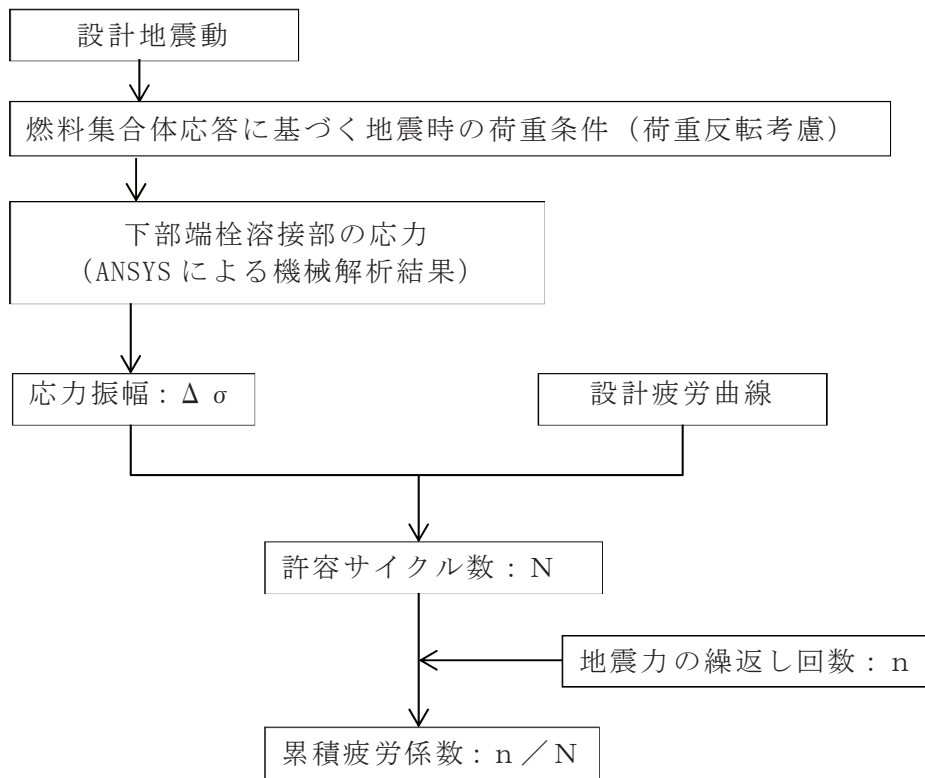 設計地震動
燃料集合体応答に基づく地震時の荷重条件（荷重反転考慮）
下部端栓溶接部の応力
（ANSYSによる機械解析結果）
応力振幅：Δσ
設計疲労曲線
許容サイクル数：Ｎ
地震力の繰返し回数：ｎ
累積疲労係数：ｎ／Ｎ